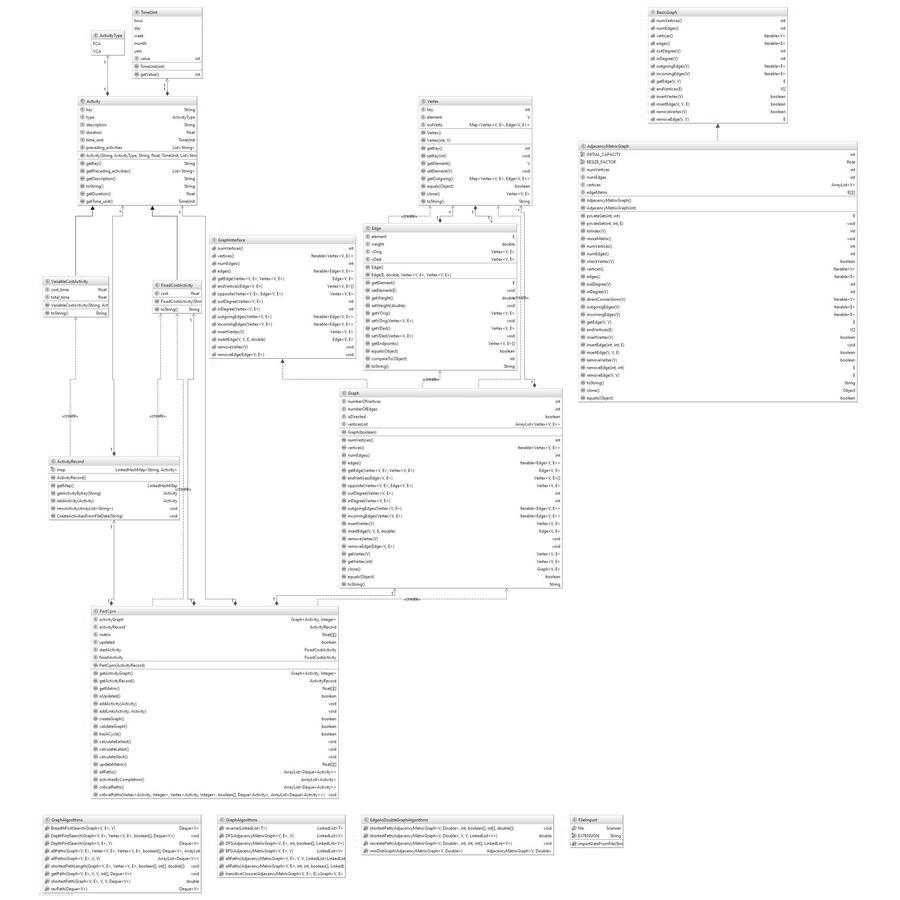 TimeUnit
hour
day
week
month
year
value int
TimeUnit(int)
getValue() int
ActivityType
FCA
VCA
BasicGraph
numVertices() int
numEdges() int
vertices() Iterable<V>
edges() Iterable<E>
outDegree(V) int
inDegree(V) int
outgoingEdges(V) Iterable<E>
incomingEdges(V) Iterable<E>
getEdge(V, V) E
endVertices(E) V[]
insertVertex(V) boolean
insertEdge(V, V, E) boolean
removeVertex(V) boolean
removeEdge(V, V) E
Activity
key String
type ActivityType
description String
duration float
time_unit TimeUnit
preceding_activities List<String>
Activity(String, ActivityType, String, float, TimeUnit, List<Strin
getKey() String
getPreceding_activities() List<String>
getDescription() String
toString() String
getDuration() float
getTime_unit() TimeUnit
Vertex
key int
element V
outVerts Map<Vertex<V, E>, Edge<V, E>>
Vertex()
Vertex(int, V)
getKey() int
setKey(int) void
getElement() V
setElement(V) void
getOutgoing() Map<Vertex<V, E>, Edge<V, E>>
equals(Object) boolean
clone() Vertex<V, E>
toString() String
AdjacencyMatrixGraph
INITIAL_CAPACITY int
RESIZE_FACTOR float
numVertices int
numEdges int
vertices ArrayList<V>
edgeMatrix E[][]
AdjacencyMatrixGraph()
AdjacencyMatrixGraph(int)
privateGet(int, int) E
privateSet(int, int, E) void
toIndex(V) int
resizeMatrix() void
numVertices() int
numEdges() int
checkVertex(V) boolean
vertices() Iterable<V>
edges() Iterable<E>
outDegree(V) int
inDegree(V) int
directConnections(V) Iterable<V>
outgoingEdges(V) Iterable<E>
incomingEdges(V) Iterable<E>
getEdge(V, V) E
endVertices(E) V[]
insertVertex(V) boolean
insertEdge(int, int, E) void
insertEdge(V, V, E) boolean
removeVertex(V) boolean
removeEdge(int, int) E
removeEdge(V, V) E
toString() String
clone() Object
equals(Object) boolean
«create»
Edge
element E
weight double
vOrig Vertex<V, E>
vDest Vertex<V, E>
Edge()
Edge(E, double, Vertex<V, E>, Vertex<V, E>)
getElement() E
setElement(E) void
getWeight() double
setWeight(double) void
getVOrig() Vertex<V, E>
setVOrig(Vertex<V, E>) void
getVDest() Vertex<V, E>
setVDest(Vertex<V, E>) void
getEndpoints() Vertex<V, E>[]
equals(Object) boolean
compareTo(Object) int
toString() String
GraphInterface
numVertices() int
vertices() Iterable<Vertex<V, E>>
numEdges() int
edges() Iterable<Edge<V, E>>
getEdge(Vertex<V, E>, Vertex<V, E>) Edge<V, E>
endVertices(Edge<V, E>) Vertex<V, E>[]
opposite(Vertex<V, E>, Edge<V, E>) Vertex<V, E>
outDegree(Vertex<V, E>) int
inDegree(Vertex<V, E>) int
outgoingEdges(Vertex<V, E>) Iterable<Edge<V, E>>
incomingEdges(Vertex<V, E>) Iterable<Edge<V, E>>
insertVertex(V) Vertex<V, E>
insertEdge(V, V, E, double) Edge<V, E>
removeVertex(V) void
removeEdge(Edge<V, E>) void
VariableCostActivity
cost_time float
total_time float
VariableCostActivity(String, Act
toString() String
FixedCostActivity
cost float
FixedCostActivity(Strin
toString() String
«create»
Graph
numberOfVertices int
numberOfEdges int
isDirected boolean
verticesList ArrayList<Vertex<V, E>>
Graph(boolean)
numVertices() int
vertices() Iterable<Vertex<V, E>>
numEdges() int
edges() Iterable<Edge<V, E>>
getEdge(Vertex<V, E>, Vertex<V, E>) Edge<V, E>
endVertices(Edge<V, E>) Vertex<V, E>[]
opposite(Vertex<V, E>, Edge<V, E>) Vertex<V, E>
outDegree(Vertex<V, E>) int
inDegree(Vertex<V, E>) int
outgoingEdges(Vertex<V, E>) Iterable<Edge<V, E>>
incomingEdges(Vertex<V, E>) Iterable<Edge<V, E>>
insertVertex(V) Vertex<V, E>
insertEdge(V, V, E, double) Edge<V, E>
removeVertex(V) void
removeEdge(Edge<V, E>) void
getVertex(V) Vertex<V, E>
getVertex(int) Vertex<V, E>
clone() Graph<V, E>
equals(Object) boolean
toString() String
«create» «create»
ActivityRecord
map LinkedHashMap<String, Activity>
ActivityRecord()
getMap() LinkedHashMap
getActivityByKey(String) Activity
addActivity(Activity) Activity
newActivity(ArrayList<String>) void
CreateActivitiesFromFileData(String) void
«create»
«create»
PertCpm
activityGraph Graph<Activity, Integer>
activityRecord ActivityRecord
matrix float[][]
updated boolean
startActivity FixedCostActivity
finishActivity FixedCostActivity
PertCpm(ActivityRecord)
getActivityGraph() Graph<Activity, Integer>
getActivityRecord() ActivityRecord
getMatrix() float[][]
isUpdated() boolean
addActivity(Activity) void
addLink(Activity, Activity) void
createGraph() boolean
validateGraph() boolean
hasACycle() boolean
calculateEarliest() void
calculateLatest() void
calculateSlack() void
updateMatrix() float[][]
allPaths() ArrayList<Deque<Activity>>
activitiesByCompletion() ArrayList<Activity>
criticalPaths() ArrayList<Deque<Activity>>
criticalPaths(Vertex<Activity, Integer>, Vertex<Activity, Integer>, boolean[], Deque<Activity>, ArrayList<Deque<Activity>>) void
GraphAlgorithms
BreadthFirstSearch(Graph<V, E>, V) Deque<V>
DepthFirstSearch(Graph<V, E>, Vertex<V, E>, boolean[], Deque<V>) void
DepthFirstSearch(Graph<V, E>, V) Deque<V>
allPaths(Graph<V, E>, Vertex<V, E>, Vertex<V, E>, boolean[], Deque<V>,
allPaths(Graph<V, E>, V, V) ArrayList<Deque<V>>
shortestPathLength(Graph<V, E>, Vertex<V, E>, boolean[], int[], double[]) void
getPath(Graph<V, E>, V, V, int[], Deque<V>) void
shortestPath(Graph<V, E>, V, V, Deque<V>) double
revPath(Deque<V>) Deque<V>
GraphAlgorithms
reverse(LinkedList<T>) LinkedList<T>
DFS(AdjacencyMatrixGraph<V, E>, V) LinkedList<V>
DFS(AdjacencyMatrixGraph<V, E>, int, boolean[], LinkedList<V>)
BFS(AdjacencyMatrixGraph<V, E>, V) LinkedList<V>
allPaths(AdjacencyMatrixGraph<V, E>, V, V, LinkedList<LinkedList
allPaths(AdjacencyMatrixGraph<V, E>, int, int, boolean[], LinkedList
transitiveClosure(AdjacencyMatrixGraph<V, E>, E)
EdgeAsDoubleGraphAlgorithms
shortestPath(AdjacencyMatrixGraph<V, Double>, int, boolean[], int[], double[]) void
shortestPath(AdjacencyMatrixGraph<V, Double>, V, V, LinkedList<V>) double
recreatePath(AdjacencyMatrixGraph<V, Double>, int, int, int[], LinkedList<V>) void
minDistGraph(AdjacencyMatrixGraph<V, Double>) AdjacencyMatrixGraph<V, Double>
FileImport
file Scanner
EXTENSION String
importDataFromFile(Strin